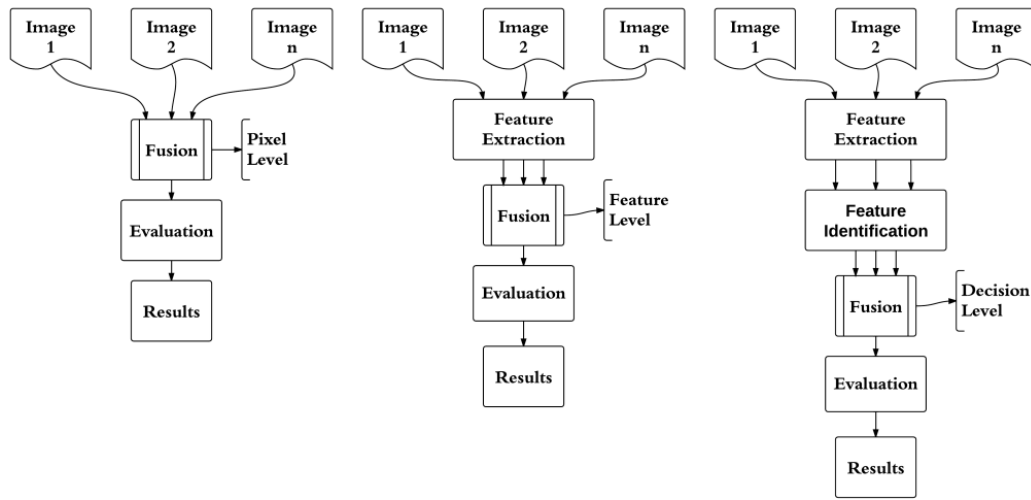 Image
1
Image
2
Image
n
Fusion
Pixel
Level
Evaluation
Results
Image
1
Image
2
Image
n
Feature
Extraction
Fusion
Feature
Level
Evaluation
Results
Image
1
Image
2
Image
n
Feature
Extraction
Feature
Identification
Fusion
Decision
Level
Evaluation
Results